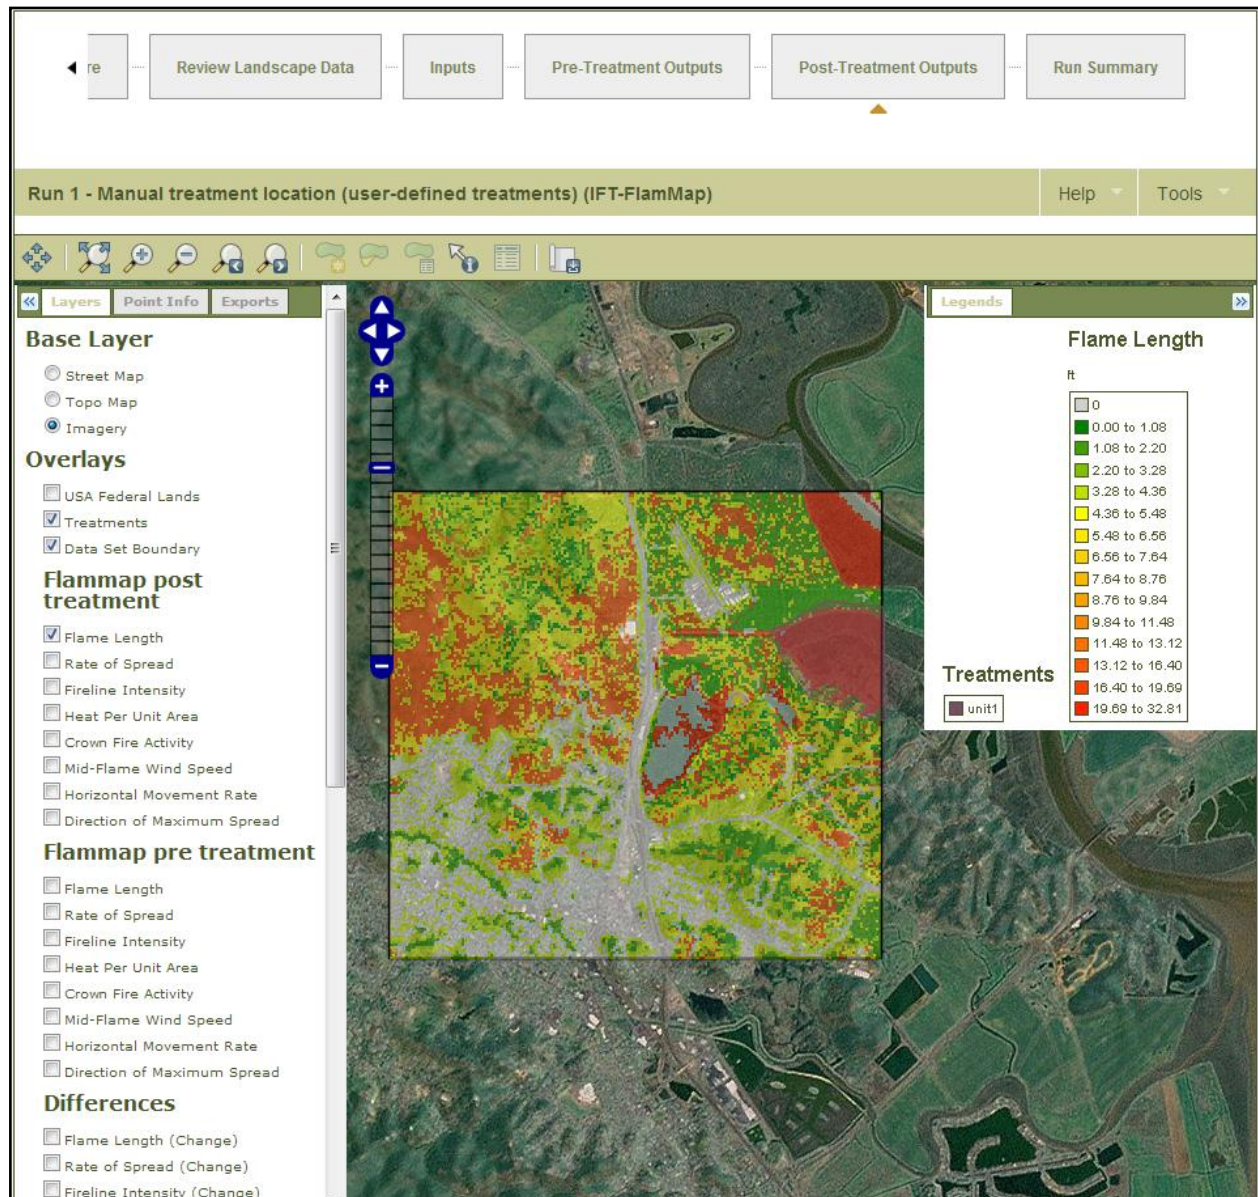 re
Review Landscape Data
Inputs
Pre-Treatment Outputs
Post-Treatment Outputs
Run Summary
Run 1 - Manual treatment location (user-defined treatments) (IFT-FlamMap)
Help
Tools
Layers
Point Info
Exports
Base Layer
Street Map
Topo Map
Imagery
Overlays
USA Federal Lands
Treatments
Data Set Boundary
Flammap post
treatment
Flame Length
Rate of Spread
Fireline Intensity
Heat Per Unit Area
Crown Fire Activity
Mid-Flame Wind Speed
Horizontal Movement Rate
Direction of Maximum Spread
Flammap pre treatment
Flame Length
Rate of Spread
Fireline Intensity
Heat Per Unit Area
Crown Fire Activity
Mid-Flame Wind Speed
Horizontal Movement Rate
Direction of Maximum Spread
Differences
Flame Length (Change)
Rate of Spread (Change)
Fireline Intensity (Change)
Legends
Treatments
unit1
Flame Length
ft
0
0.00 to 1.08
1.08 to 2.20
2.20 to 3.28
3.28 to 4.36
4.36 to 5.48
5.48 to 6.56
6.56 to 7.64
7.64 to 8.76
8.76 to 9.84
9.84 to 11.48
11.48 to 13.12
13.12 to 16.40
16.40 to 19.69
19.69 to 32.81